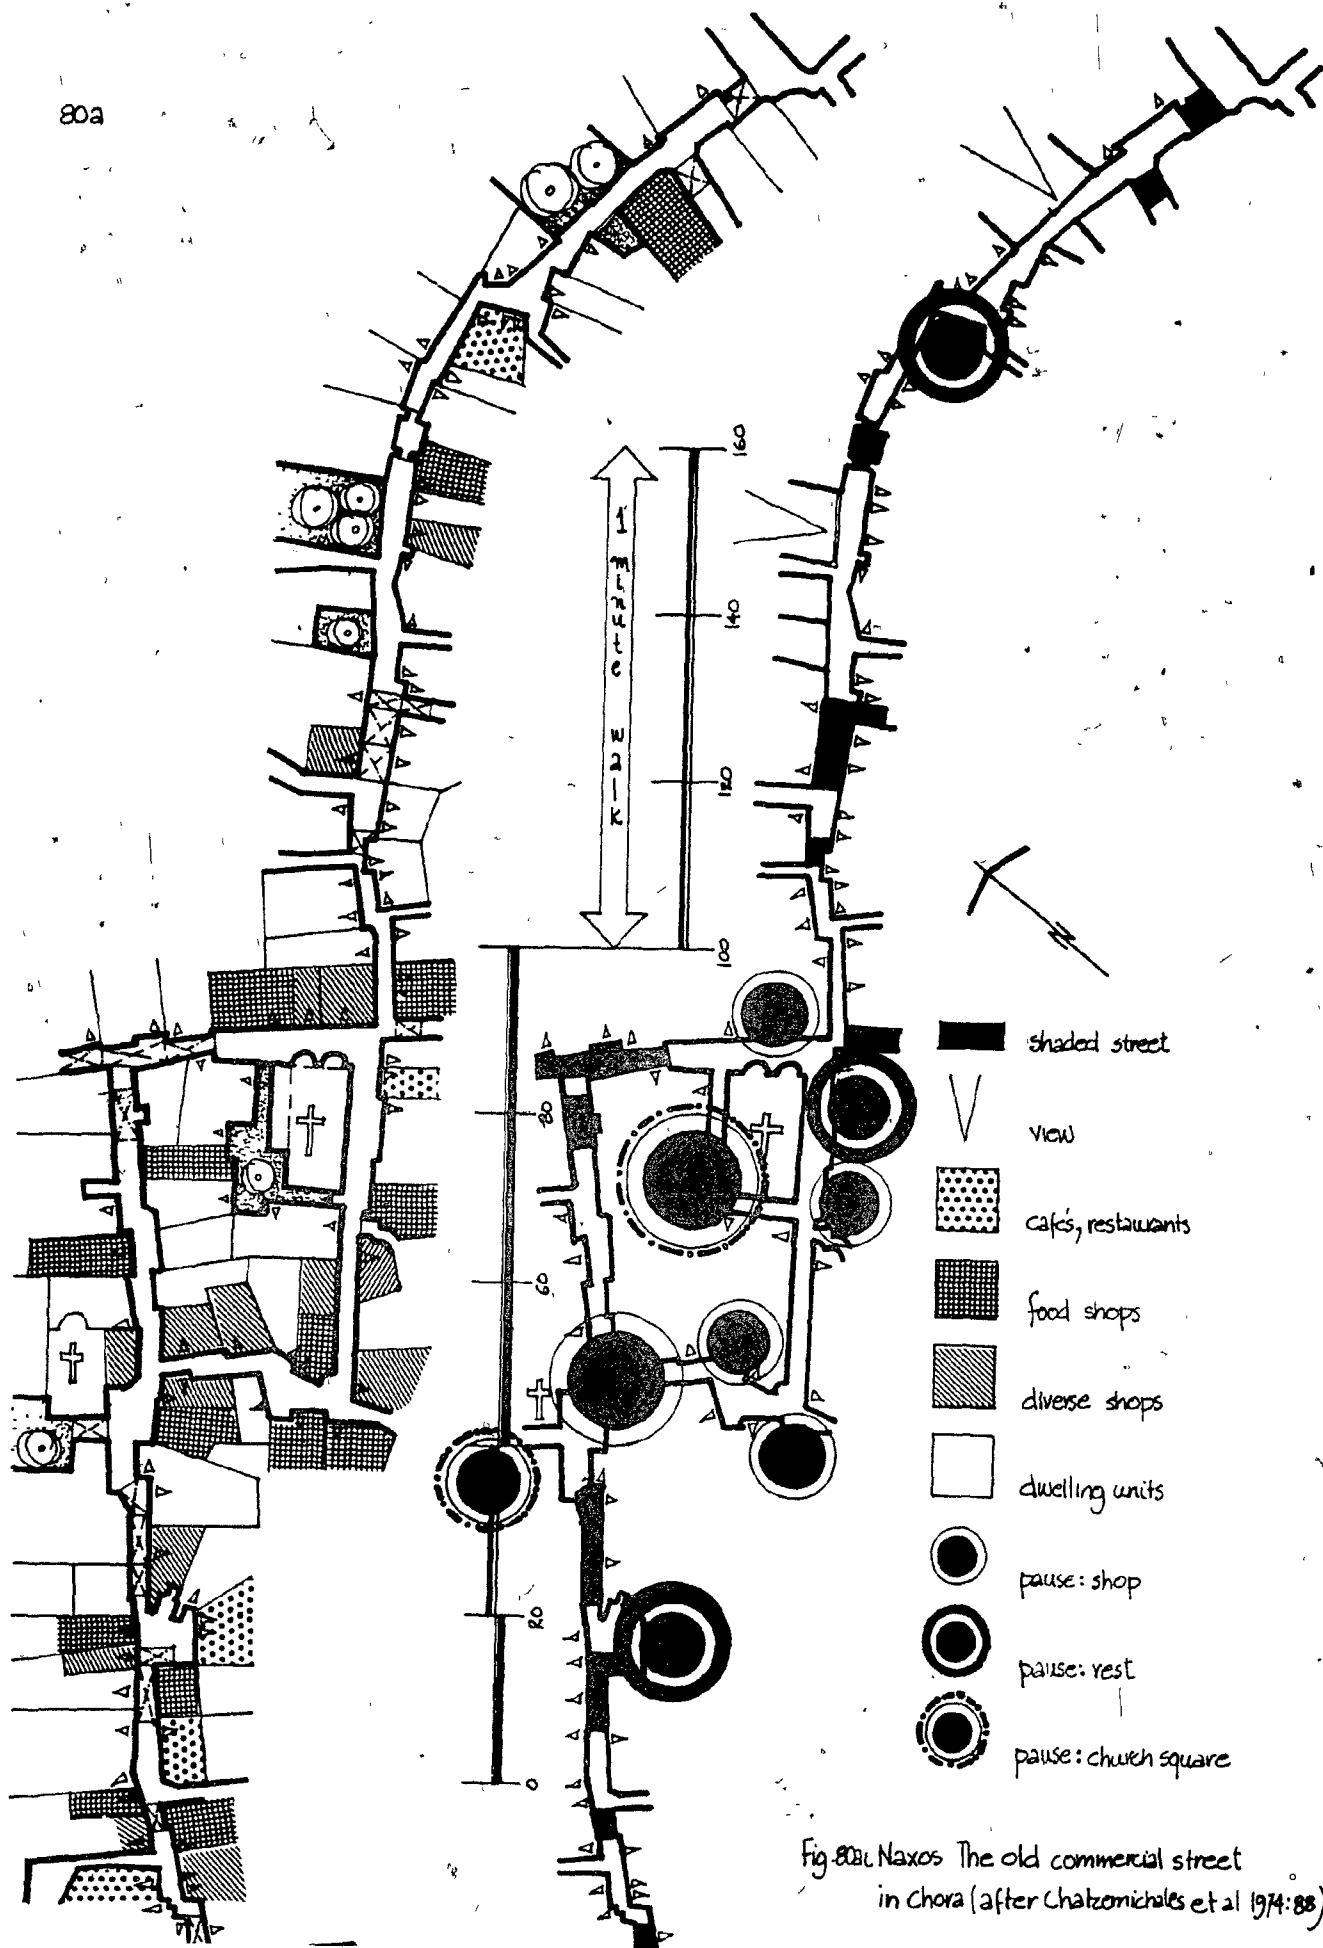 80a
160
1 minute walk
140
120
100
80
60
20
0
N
shaded street
view
cafés, restaurants
food shops
diverse shops
dwelling units
pause: shop
pause: rest
pause: church square
Naxos The old commercial street
in Chora (after Chatzemichales et al 1974:88)